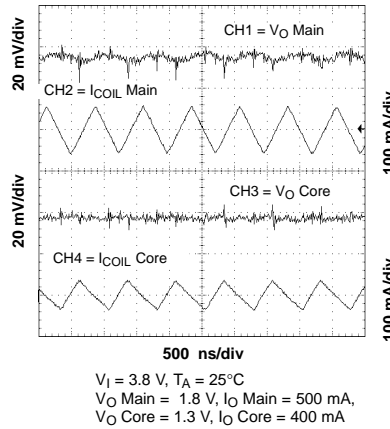 20 mV/div
CH1 = VO Main
CH2 = ICOIL Main
100 mA/div
20 mV/div
CH3 = VO Core
CH4 = ICOIL Core
100 mA/div
500 ns/div
VI = 3.8 V, TA = 25°C
VO Main = 1.8 V, IO Main = 500 mA,
VO Core = 1.3 V, IO Core = 400 mA